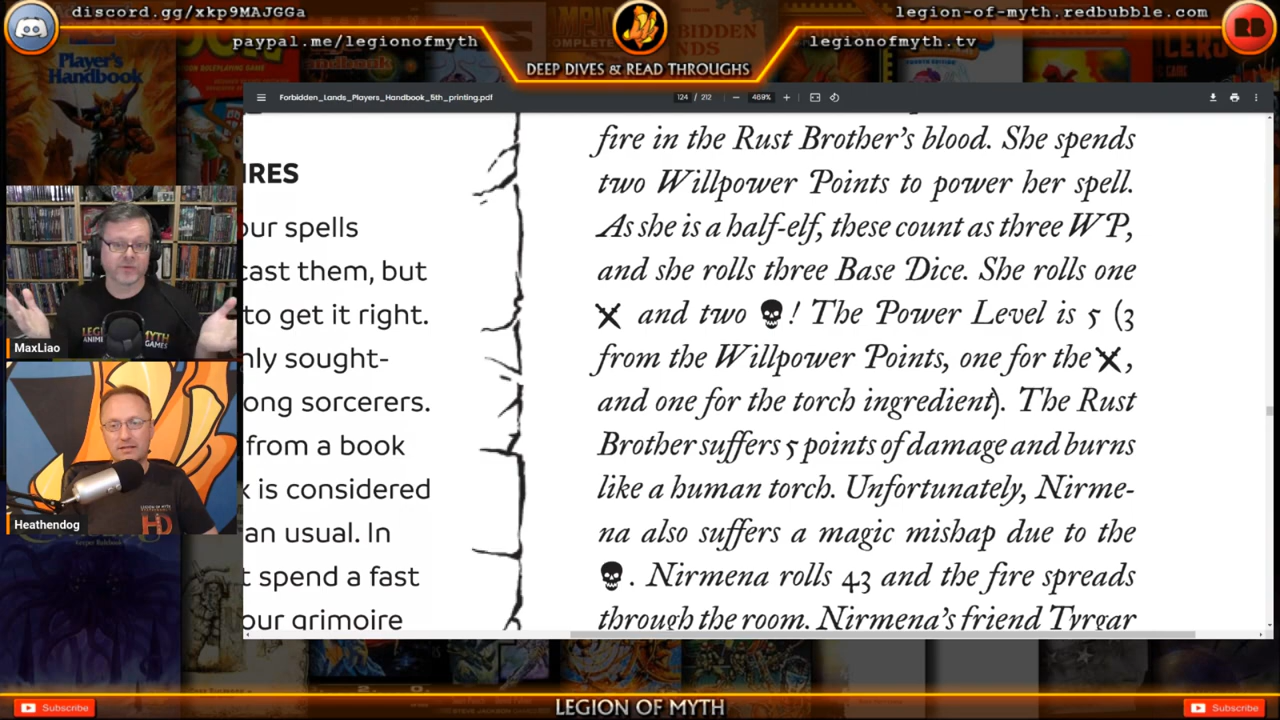 discord.gg/xkp9MAJGGa
legion-of-myth.redbubble.com
paypal.me/legionofmyth
legionofmyth.tv
DEEP DIVES & READ THROUGHS
RB
Player's
Handbook
Forbidden_Lands_Players_Handbook_5th_printing.pdf
124 / 212
469%
IRES
our spells
cast them, but
to get it right.
nly sought-
ong sorcerers.
from a book
x is considered
an usual. In
t spend a fast
our grimoire
fire in the Rust Brother's blood. She spends
two Willpower Points to power her spell.
As she is a half-elf, these count as three WP,
and she rolls three Base Dice. She rolls one
and two ! The Power Level is 5 (3
from the Willpower Points, one for the ,
and one for the torch ingredient). The Rust
Brother suffers 5 points of damage and burns
like a human torch. Unfortunately, Nirme-
na also suffers a magic mishap due to the
. Nirmena rolls 43 and the fire spreads
through the room. Nirmena's friend Tyrgar
MaxLiao
Heathendog
HD
Subscribe
LEGION OF MYTH
Subscribe